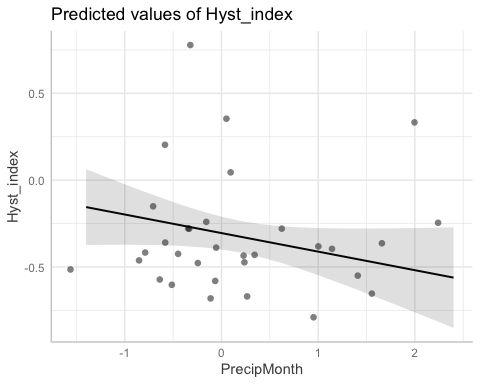 Predicted values of Hyst_index
Hyst_index
0.5
0.0
-0.5
-1
0
1
2
PrecipMonth